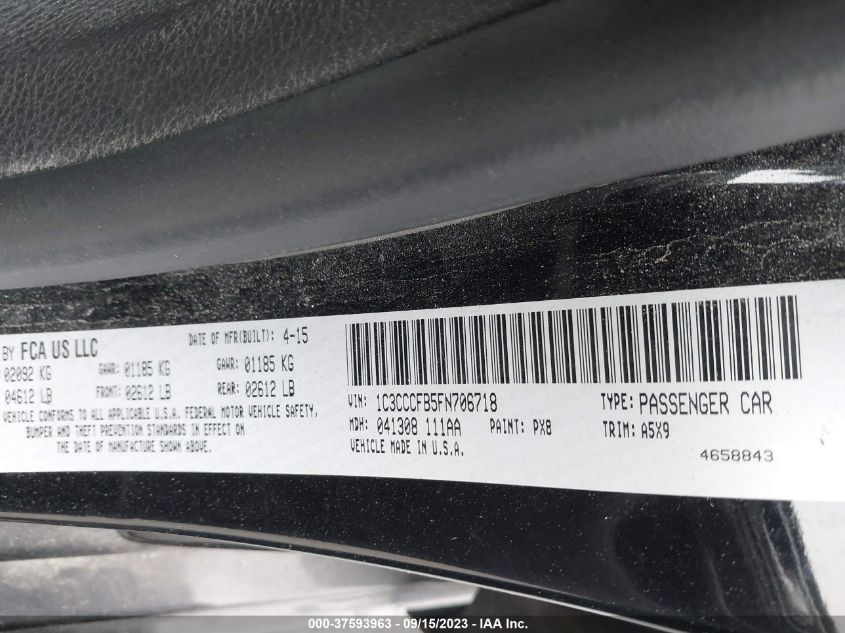 BY FCA US LLC
DATE OF MFR(BUILT): 4-15
02092 KG GAWR: 01185 KG GAWR: 01185 KG
04612 LB FRONT: 02612 LB REAR: 02612 LB
VEHICLE CONFORMS TO ALL APPLICABLE U.S.A. FEDERAL MOTOR VEHICLE SAFETY,
BUMPER AND THEFT PREVENTION STANDARDS IN EFFECT ON
THE DATE OF MANUFACTURE SHOWN ABOVE.
VIN: 1C3CCCFB5FN706718 TYPE: PASSENGER CAR
MDH: 041308 111AA PAINT: PX8 TRIM: A5X9
VEHICLE MADE IN U.S.A.
4658843
000-37593963 - 09/15/2023 - IAA Inc.